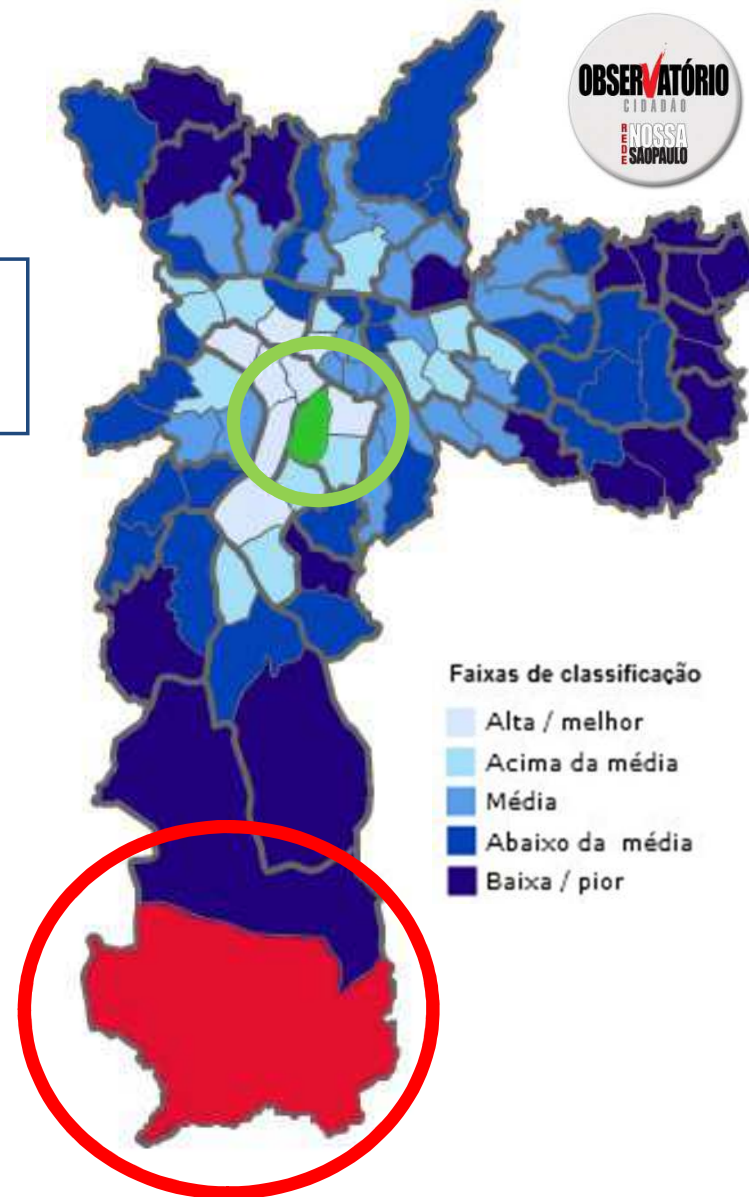 OBSERVATÓRIO
CIDADÃO
REDE NOSSA
SÃOPAULO
Faixas de classificação
Alta / melhor
Acima da média
Média
Abaixo da média
Baixa / pior